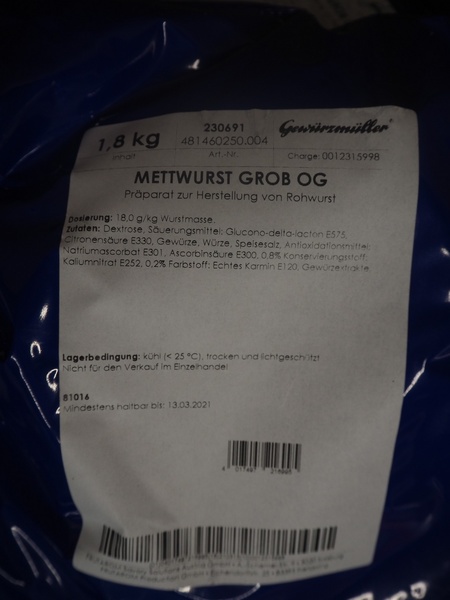 230691
Gewürzmüller
1,8 kg
481460250.004
Inhalt
Art.-Nr.
Charge: 0012315998
METTWURST GROB OG
Präparat zur Herstellung von Rohwurst
Dosierung: 18,0 g/kg Wurstmasse
Zutaten: Dextrose, Säuerungsmittel: Glucono-delta-lacton E575,
Citronensäure E330, Gewürze, Würze, Speisesalz, Antioxidationsmittel:
Natriumascorbat E301, Ascorbinsäure E300, 0,8% Konservierungsstoff:
Kaliumnitrat E252, 0,2% Farbstoff: Echtes Karmin E120, Gewürzextrakte
Lagerbedingung: kühl (< 25 °C), trocken und lichtgeschützt
Nicht für den Verkauf im Einzelhandel
81016
Mindestens haltbar bis: 13.03.2021